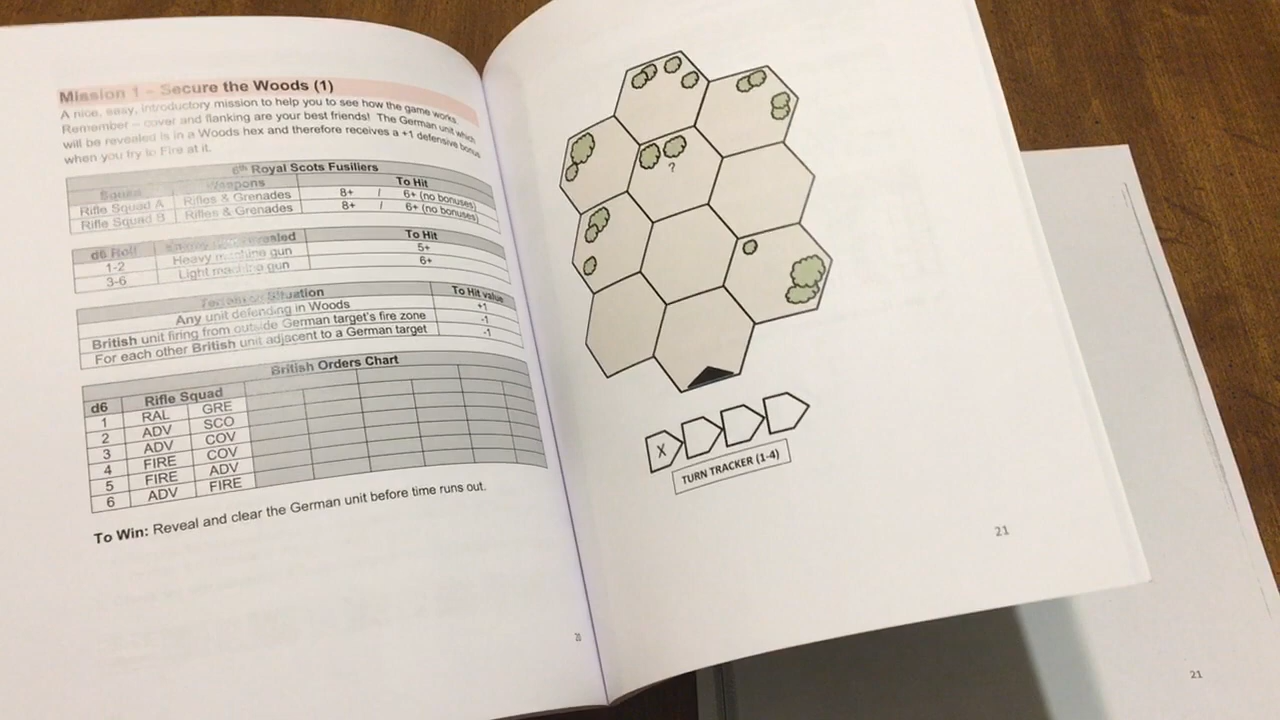 Mission 1 – Secure the Woods (1)
A nice, easy, introductory mission to help you to see how the game works.
Remember – cover and flanking are your best friends! The German unit which
will be revealed is in a Woods hex and therefore receives a +1 defensive bonus
when you try to Fire at it.
6th Royal Scots Fusiliers
Squad Weapons To Hit
Rifle Squad A Rifles & Grenades 8+ / 6+ (no bonuses)
Rifle Squad B Rifles & Grenades 8+ / 6+ (no bonuses)
d6 Roll revealed To Hit
1-2 Heavy machine gun 5+
3-6 Light machine gun 6+
Situation To Hit value
Any unit defending in Woods +1
British unit firing from outside German target's fire zone -1
For each other British unit adjacent to a German target -1
British Orders Chart
d6 Rifle Squad
1 RAL GRE
2 ADV SCO
3 ADV COV
4 FIRE COV
5 FIRE ADV
6 ADV FIRE
To Win: Reveal and clear the German unit before time runs out.
?
X
TURN TRACKER (1-4)
21
21